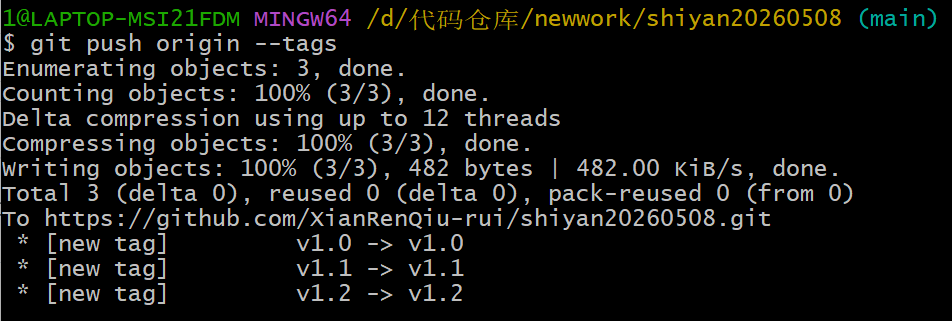 1@LAPTOP-MSI21FDM MINGW64 /d/代码仓库/newwork/shiyan20260508 (main)
$ git push origin --tags
Enumerating objects: 3, done.
Counting objects: 100% (3/3), done.
Delta compression using up to 12 threads
Compressing objects: 100% (3/3), done.
Writing objects: 100% (3/3), 482 bytes | 482.00 KiB/s, done.
Total 3 (delta 0), reused 0 (delta 0), pack-reused 0 (from 0)
To https://github.com/XianRenQiu-rui/shiyan20260508.git
 * [new tag]         v1.0 -> v1.0
 * [new tag]         v1.1 -> v1.1
 * [new tag]         v1.2 -> v1.2